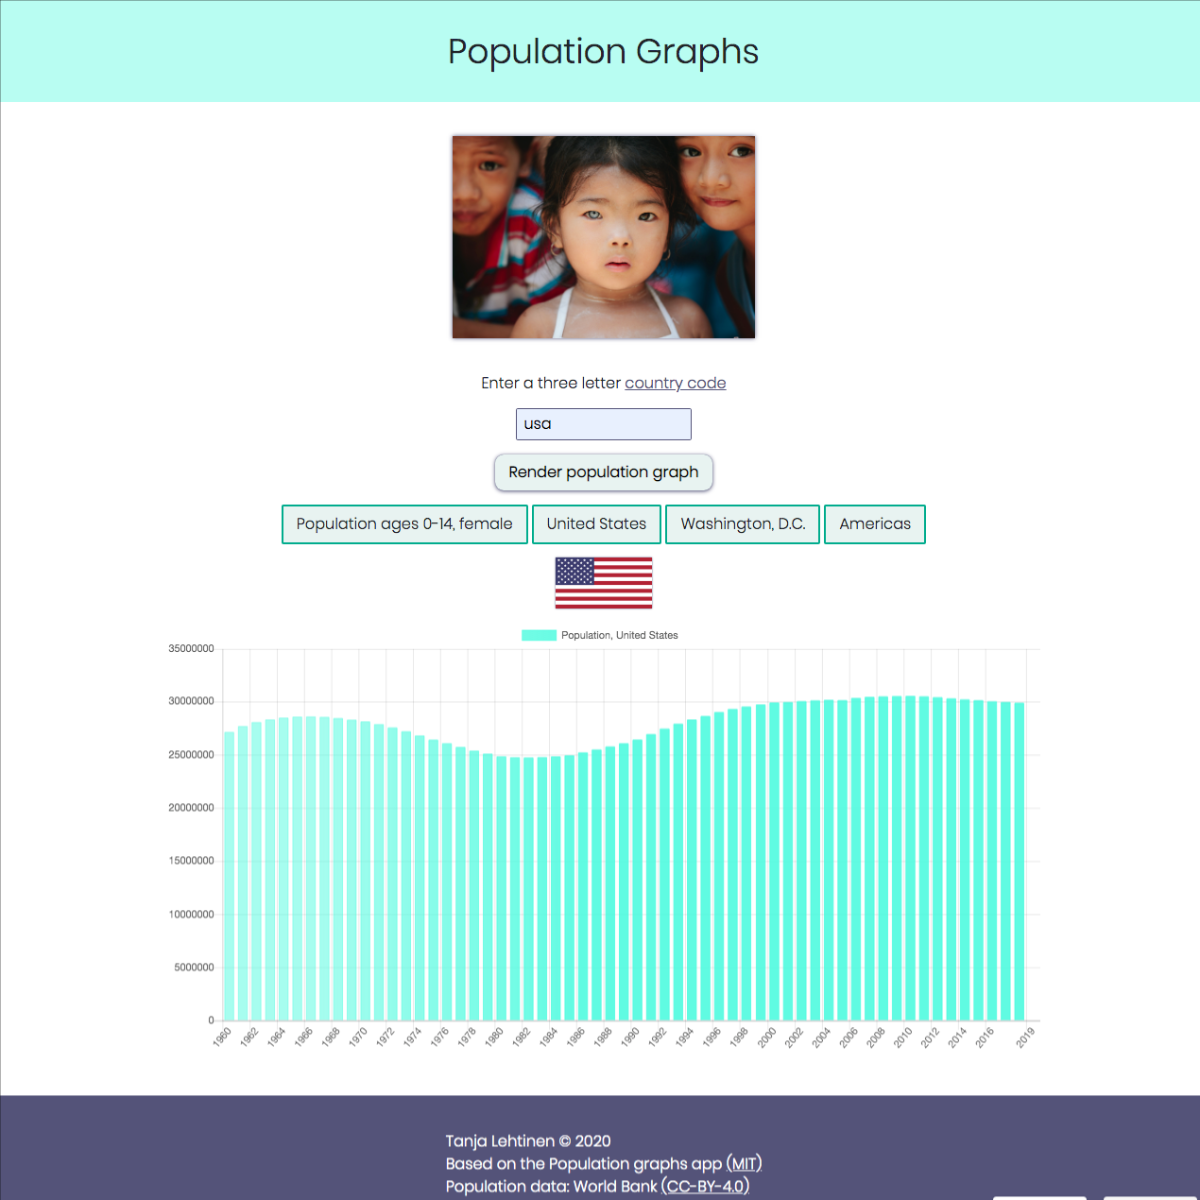 Population Graphs
Enter a three letter country code
usa
Render population graph
Population ages 0-14, female
United States
Washington, D.C.
Americas
Population, United States
35000000
30000000
25000000
20000000
15000000
10000000
5000000
0
1960 1962 1964 1966 1968 1970 1972 1974 1976 1978 1980 1982 1984 1986 1988 1990 1992 1994 1996 1998 2000 2002 2004 2006 2008 2010 2012 2014 2016 2019
Tanja Lehtinen © 2020
Based on the Population graphs app (MIT)
Population data: World Bank (CC-BY-4.0)